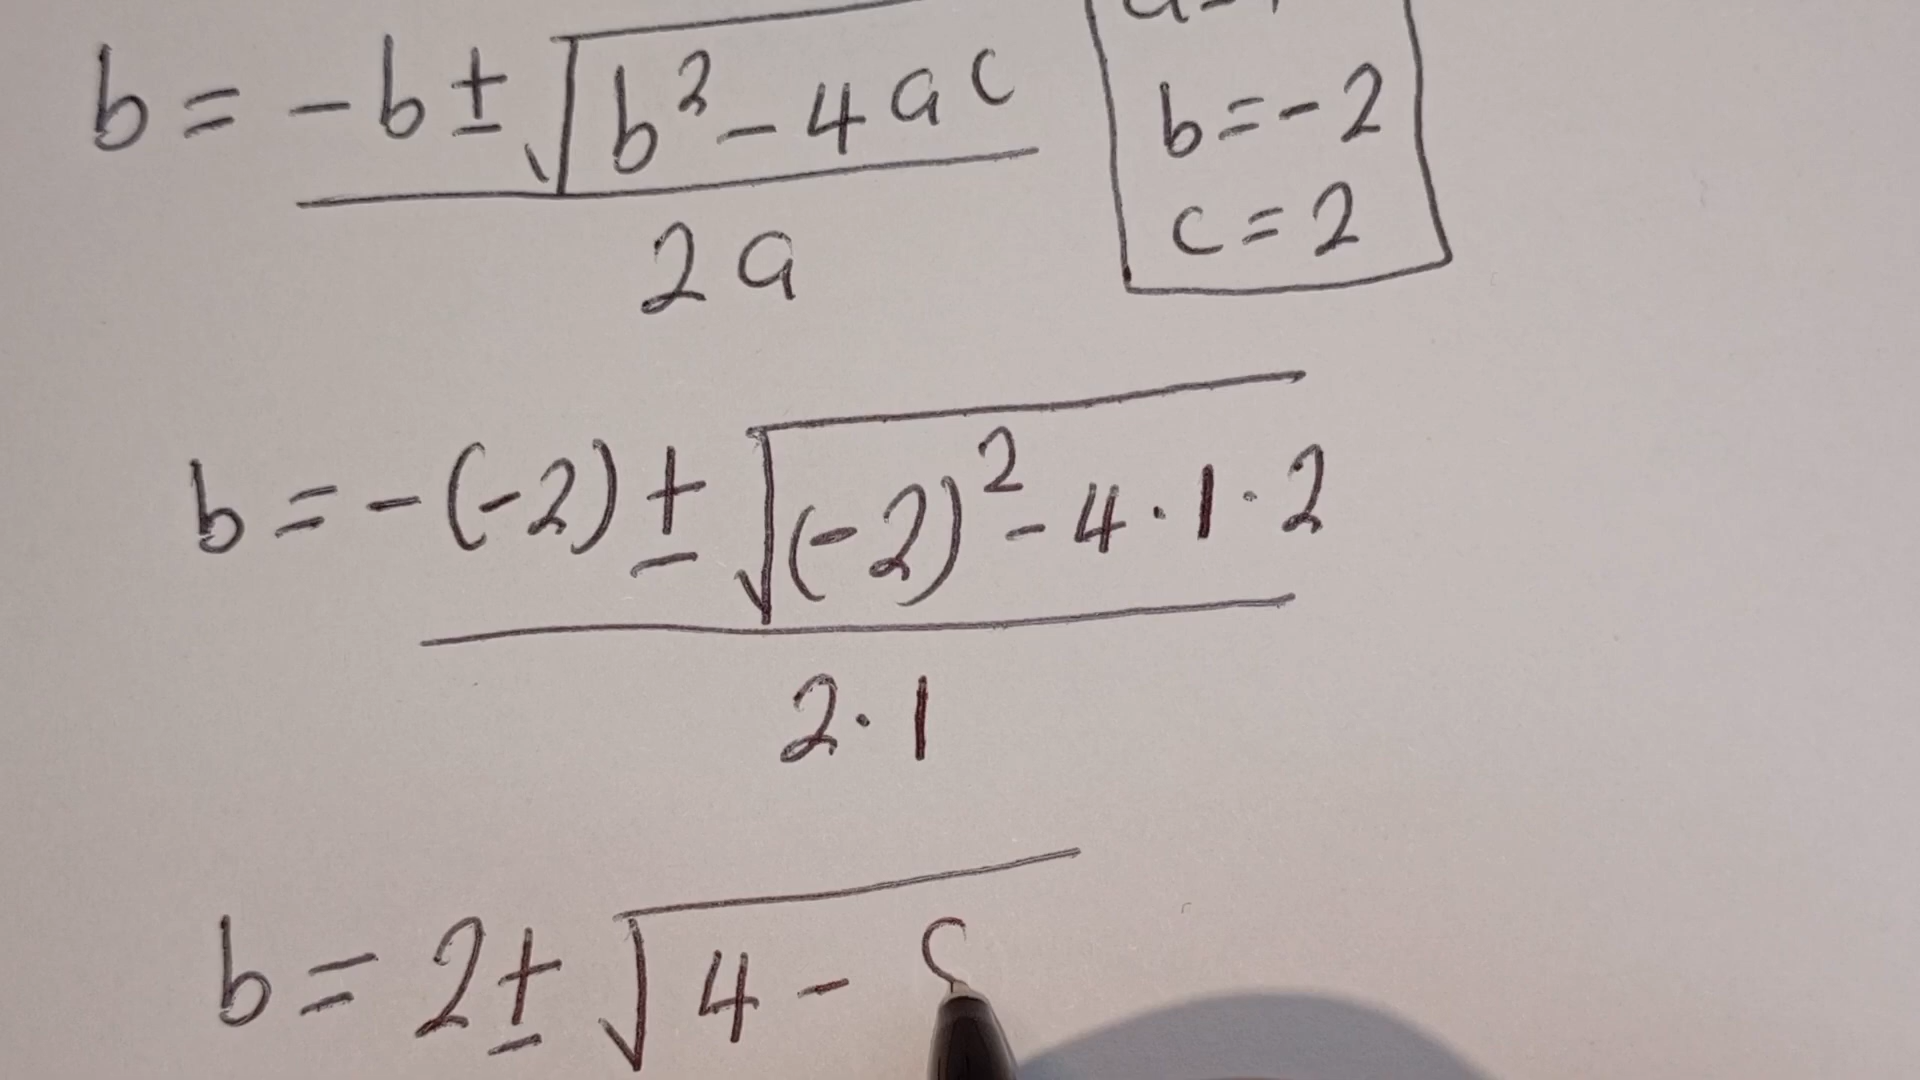 b = -b ± √b² - 4ac
2a
b = -2
c = 2
b = -(-2) ± √(-2)² - 4 · 1 · 2
2 · 1
b = 2 ± √4 -